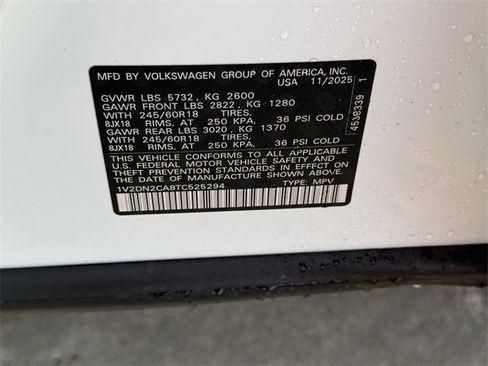 MFD BY VOLKSWAGEN GROUP OF AMERICA, INC.
USA 11/2025
GVWR LBS 5732, KG 2600
GAWR FRONT LBS 2822, KG 1280
WITH 245/60R18 TIRES,
8JX18 RIMS, AT 250 KPA, 36 PSI COLD
GAWR REAR LBS 3020, KG 1370
WITH 245/60R18 TIRES,
8JX18 RIMS, AT 250 KPA, 36 PSI COLD
THIS VEHICLE CONFORMS TO ALL APPLICABLE
U.S. FEDERAL MOTOR VEHICLE SAFETY AND
THEFT PREVENTION STANDARDS IN EFFECT ON
THE DATE OF MANUFACTURE SHOWN ABOVE.
1V2DN2CA8TC525294 TYPE: MPV
4536339 1